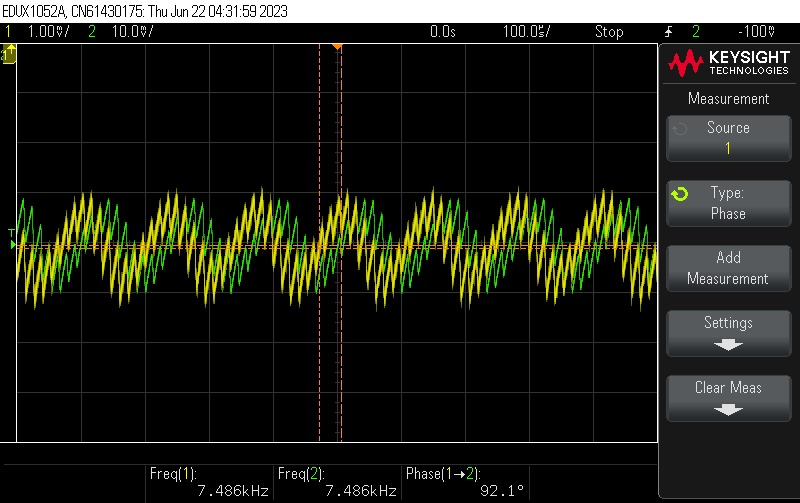 EDUX1052A, CN61430175: Thu Jun 22 04:31:59 2023
1 1.00V/ 2 10.0V/ 0.0s 100.0us/ Stop 2 -100V
KEYSIGHT
TECHNOLOGIES
Measurement
Source
1
Type:
Phase
Add
Measurement
Settings
Clear Meas
T
Freq(1): Freq(2): Phase(1→2):
7.486kHz 7.486kHz 92.1°